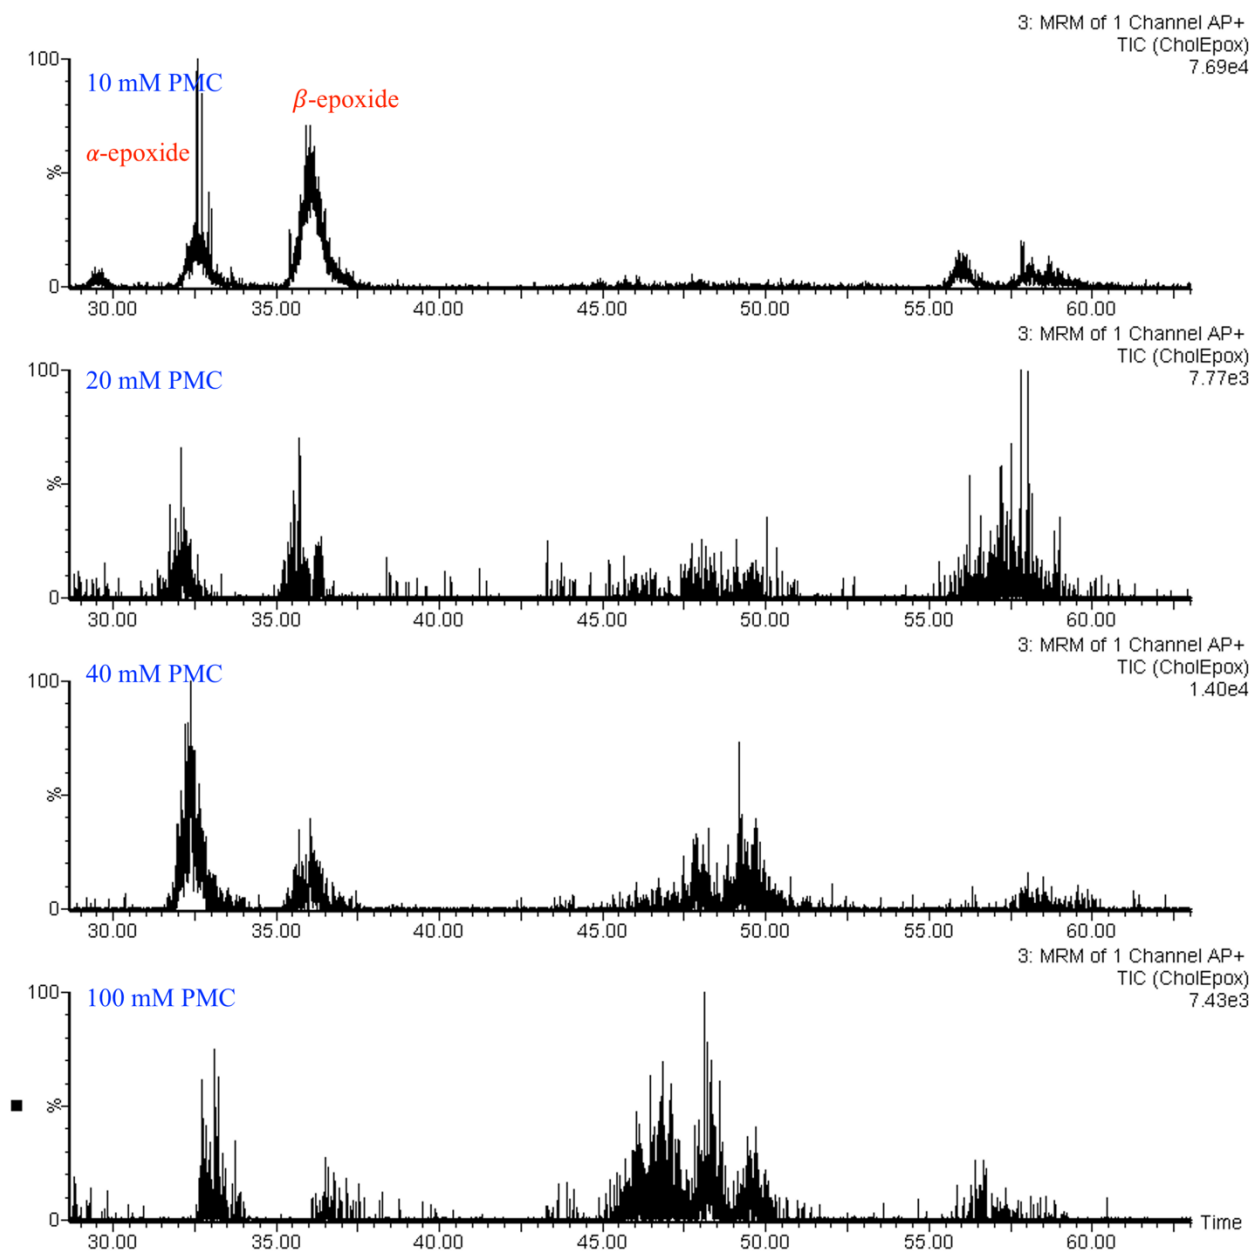 3: MRM of 1 Channel AP+
TIC (CholEpox)
7.69e4
100
10 mM PMC
β-epoxide
α-epoxide
%
0
30.00 35.00 40.00 45.00 50.00 55.00 60.00
3: MRM of 1 Channel AP+
TIC (CholEpox)
7.77e3
100
20 mM PMC
%
0
30.00 35.00 40.00 45.00 50.00 55.00 60.00
3: MRM of 1 Channel AP+
TIC (CholEpox)
1.40e4
100
40 mM PMC
%
0
30.00 35.00 40.00 45.00 50.00 55.00 60.00
3: MRM of 1 Channel AP+
TIC (CholEpox)
7.43e3
100
100 mM PMC
%
0
Time
30.00 35.00 40.00 45.00 50.00 55.00 60.00